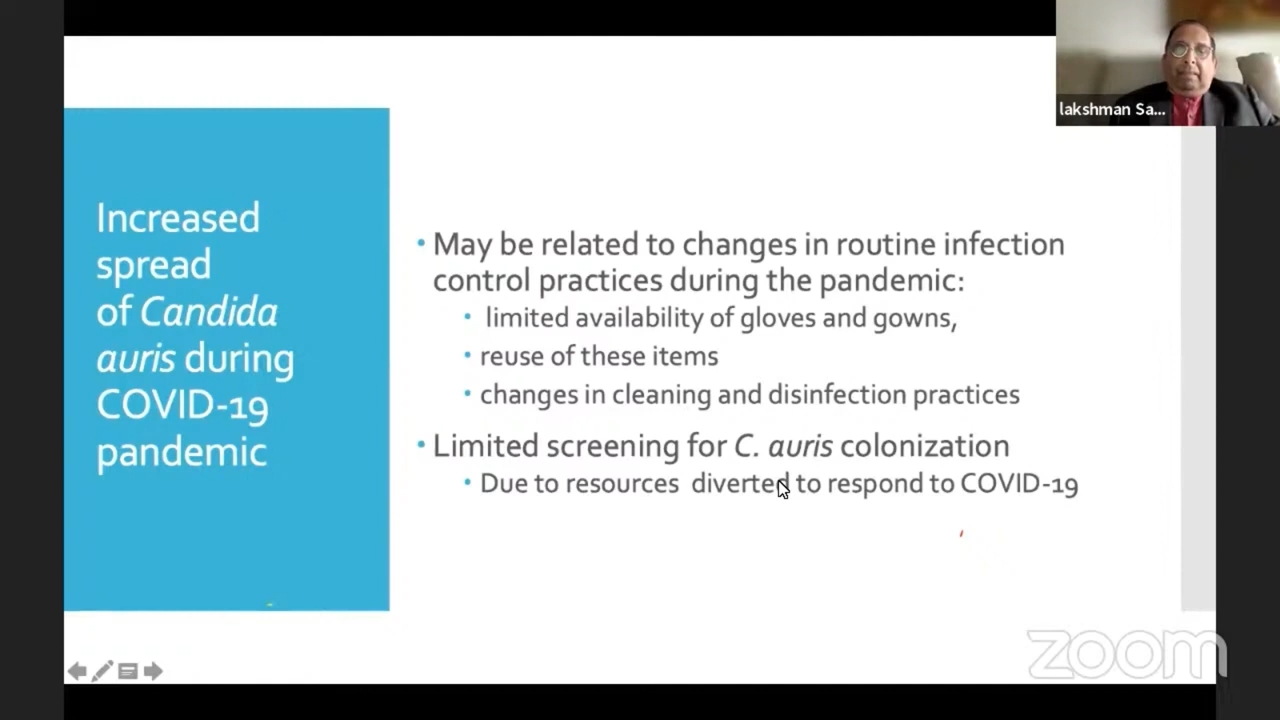 Increased
spread
of Candida
auris during
COVID-19
pandemic
• May be related to changes in routine infection
control practices during the pandemic:
• limited availability of gloves and gowns,
• reuse of these items
• changes in cleaning and disinfection practices
• Limited screening for C. auris colonization
• Due to resources diverted to respond to COVID-19
lakshman Sa...
zoom